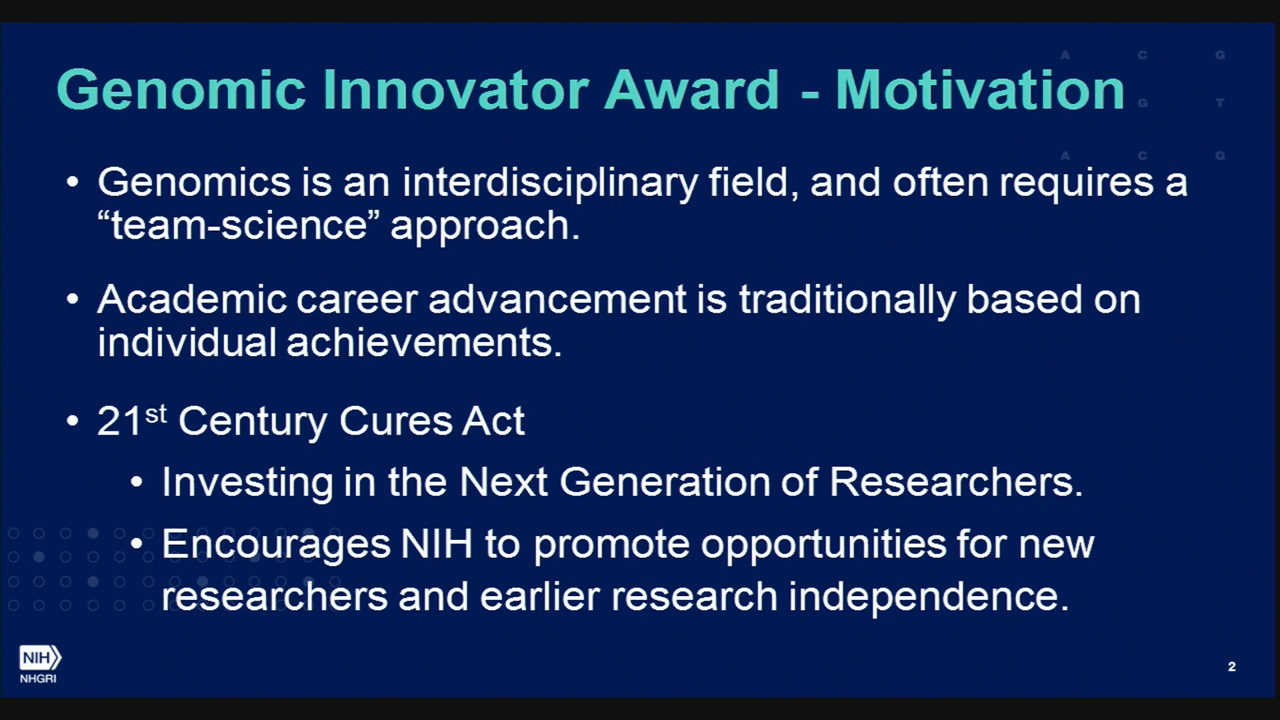 A C G
Genomic Innovator Award - Motivation
G T
A C G
• Genomics is an interdisciplinary field, and often requires a
“team-science” approach.
• Academic career advancement is traditionally based on
individual achievements.
• 21st Century Cures Act
• Investing in the Next Generation of Researchers.
• Encourages NIH to promote opportunities for new
researchers and earlier research independence.
NIH
NHGRI
2